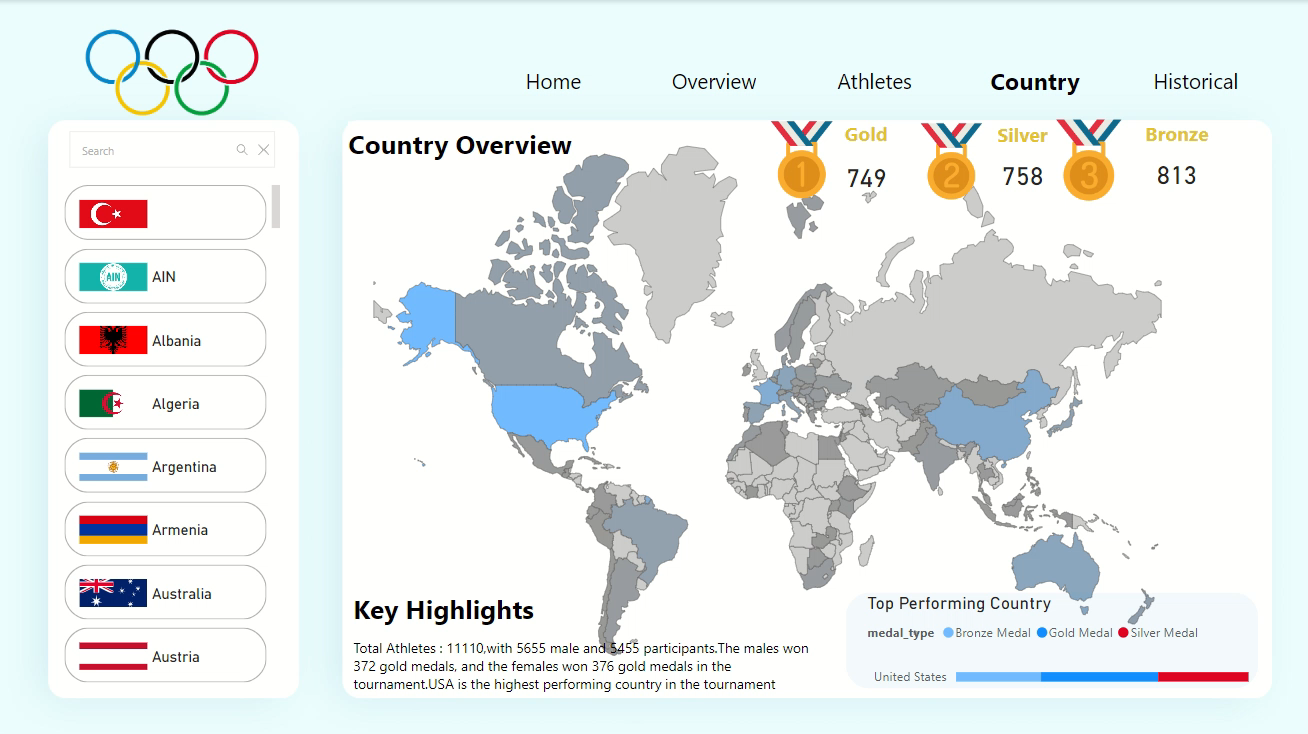 Home Overview Athletes Country Historical
Search
Country Overview
Gold Silver Bronze
1 749 2 758 3 813
AIN AIN
Albania
Algeria
Argentina
Armenia
Australia
Austria
Key Highlights
Total Athletes : 11110,with 5655 male and 5455 participants.The males won
372 gold medals, and the females won 376 gold medals in the
tournament.USA is the highest performing country in the tournament
Top Performing Country
medal_type Bronze Medal Gold Medal Silver Medal
United States